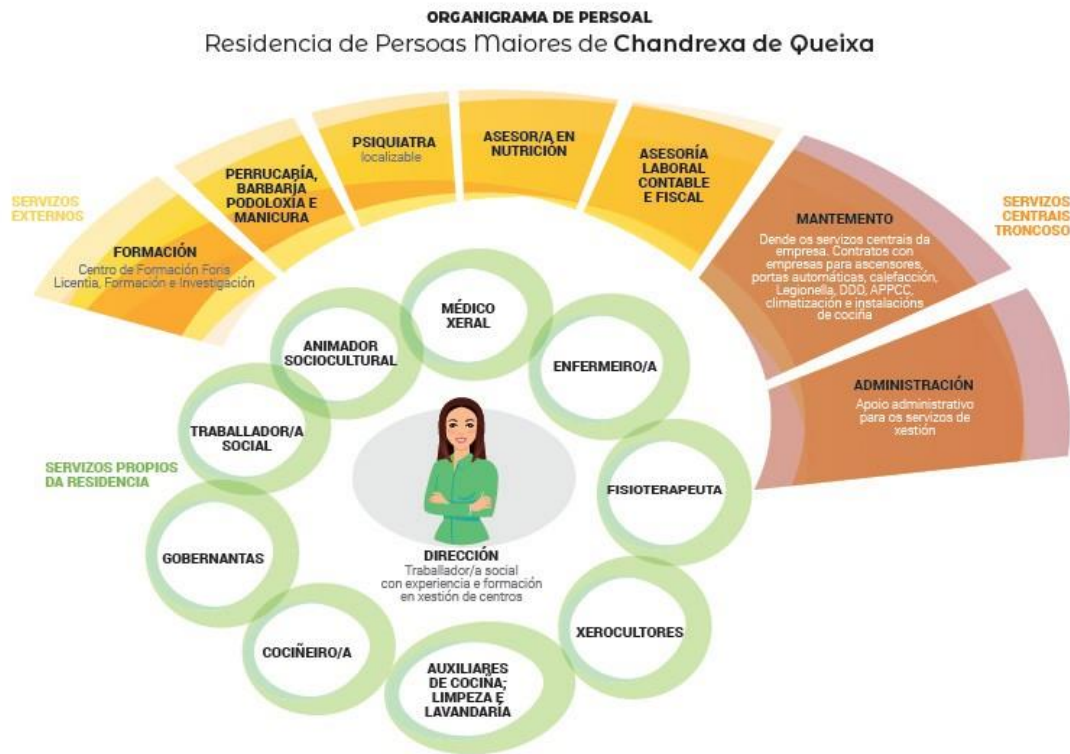 ORGANIGRAMA DE PERSOAL
Residencia de Persoas Maiores de Chandrexa de Queixa
SERVIZOS
EXTERNOS
FORMACIÓN
Centro de Formación Foris
Licentia, Formación e Investigación
PERRUCARÍA,
BARBARÍA
PODOLOXÍA E
MANICURA
PSIQUIATRA
localizable
ASESOR/A EN
NUTRICIÓN
ASESORÍA
LABORAL
CONTABLE
E FISCAL
SERVIZOS
CENTRAIS
TRONCOSO
MANTEMENTO
Dende os servizos centrais da
empresa. Contratos con
empresas para ascensores,
portas automáticas, calefacción,
Legionella, DDD, APPCC,
climatización e instalacións
de cociña
ADMINISTRACIÓN
Apoio administrativo
para os servizos de
xestión
SERVIZOS PROPIOS
DA RESIDENCIA
MÉDICO
XERAL
ENFERMEIRO/A
FISIOTERAPEUTA
XEROCULTORES
AUXILIARES
DE COCIÑA;
LIMPEZA E
LAVANDARÍA
COCIÑEIRO/A
GOBERNANTAS
TRABALLADOR/A
SOCIAL
ANIMADOR
SOCIOCULTURAL
DIRECCIÓN
Traballador/a social
con experiencia e formación
en xestión de centros